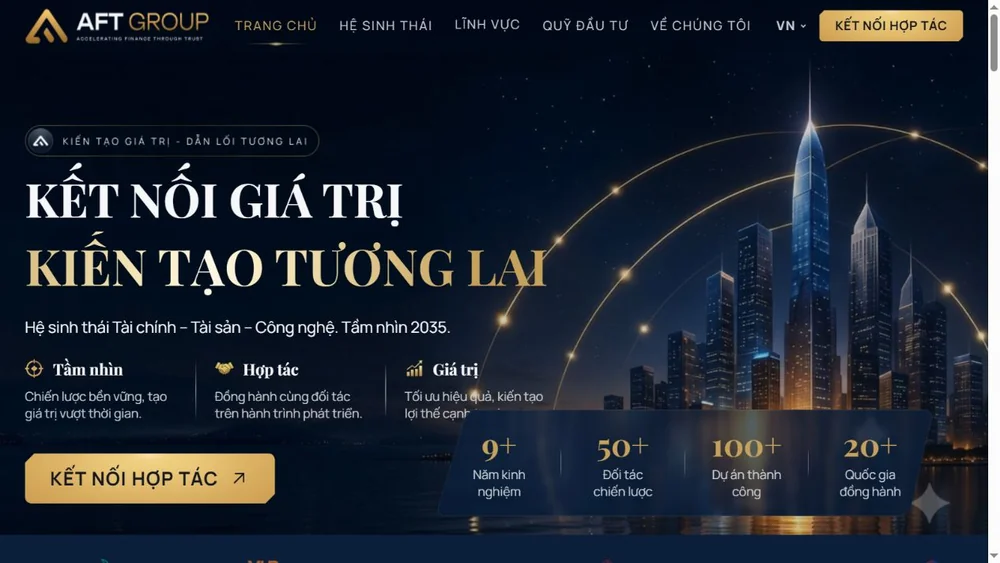 AFT GROUP
ACCELERATING FINANCE THROUGH TRUST
TRANG CHỦ
HỆ SINH THÁI
LĨNH VỰC
QUỸ ĐẦU TƯ
VỀ CHÚNG TÔI
VN
KẾT NỐI HỢP TÁC
KIẾN TẠO GIÁ TRỊ - DẪN LỐI TƯƠNG LAI
KẾT NỐI GIÁ TRỊ
KIẾN TẠO TƯƠNG LAI
Hệ sinh thái Tài chính – Tài sản – Công nghệ. Tầm nhìn 2035.
Tầm nhìn
Chiến lược bền vững, tạo
giá trị vượt thời gian.
Hợp tác
Đồng hành cùng đối tác
trên hành trình phát triển.
Giá trị
Tối ưu hiệu quả, kiến tạo
lợi thế cạnh
KẾT NỐI HỢP TÁC
9+
Năm kinh
nghiệm
50+
Đối tác
chiến lược
100+
Dự án thành
công
20+
Quốc gia
đồng hành